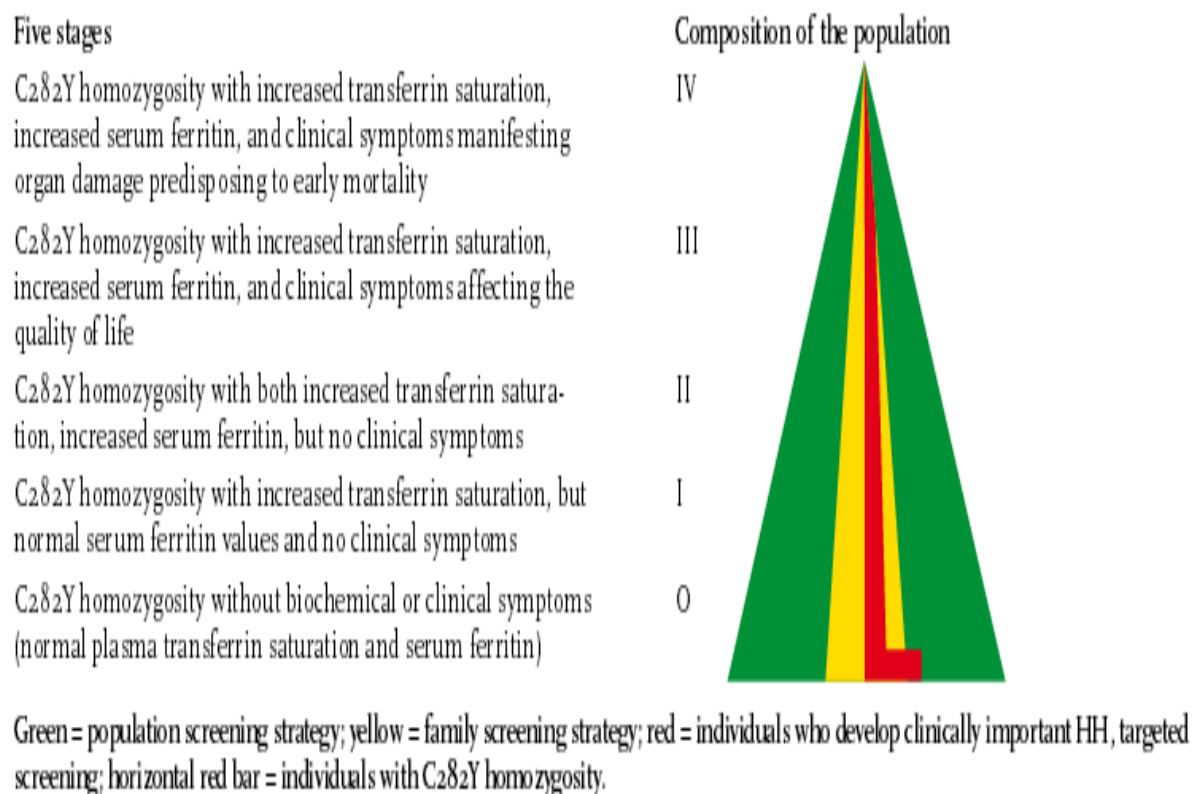 Five stages
C282Y homozygosity with increased transferrin saturation,
increased serum ferritin, and clinical symptoms manifesting
organ damage predisposing to early mortality
C282Y homozygosity with increased transferrin saturation,
increased serum ferritin, and clinical symptoms affecting the
quality of life
C282Y homozygosity with both increased transferrin satura-
tion, increased serum ferritin, but no clinical symptoms
C282Y homozygosity with increased transferrin saturation, but
normal serum ferritin values and no clinical symptoms
C282Y homozygosity without biochemical or clinical symptoms
(normal plasma transferrin saturation and serum ferritin)
Composition of the population
IV
III
II
I
O
Green = population screening strategy; yellow = family screening strategy; red = individuals who develop clinically important HH, targeted
screening; horizontal red bar = individuals with C282Y homozygosity.